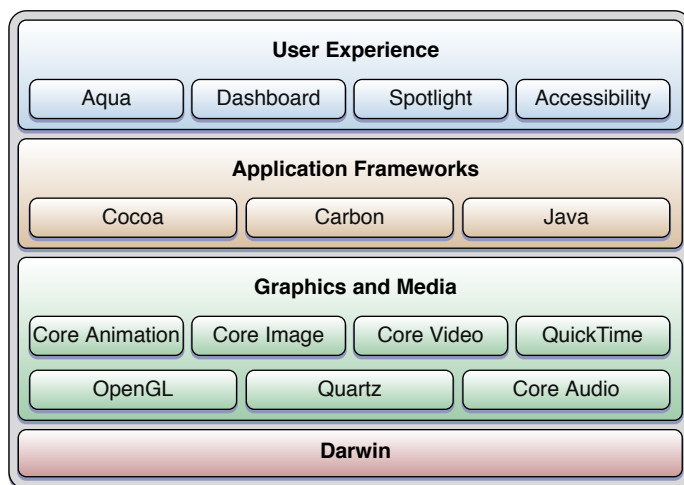 User Experience
Aqua Dashboard Spotlight Accessibility
Application Frameworks
Cocoa Carbon Java
Graphics and Media
Core Animation Core Image Core Video QuickTime
OpenGL Quartz Core Audio
Darwin